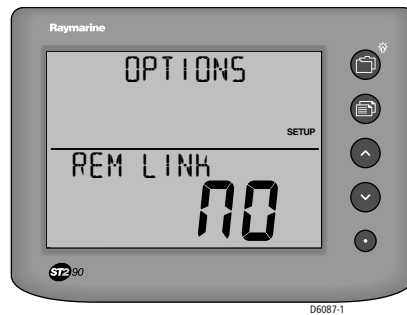 Raymarine
OPTIONS
SETUP
REM LINK
NO
ST290
D6087-1